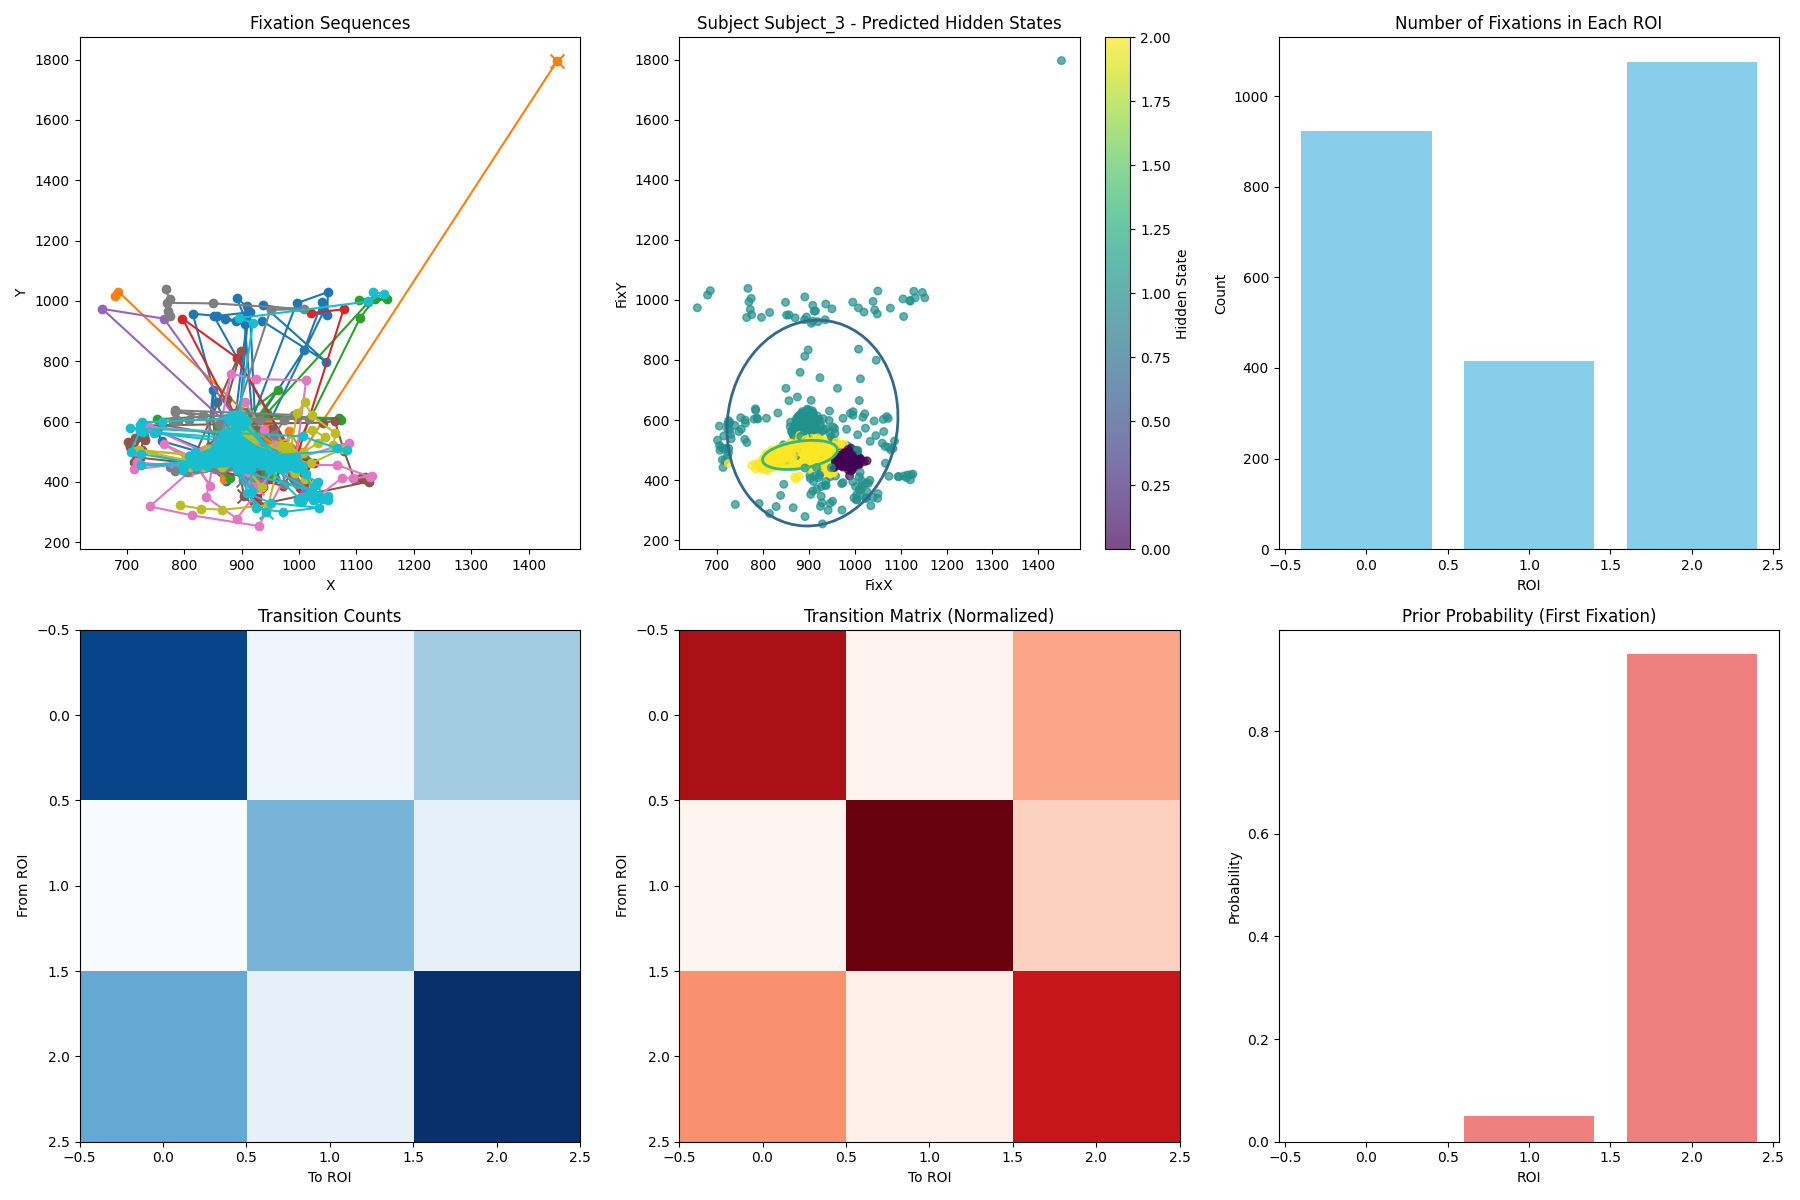 Fixation Sequences
1800
1600
1400
1200
1000
800
600
400
200
Y
700 800 900 1000 1100 1200 1300 1400
X
Subject Subject_3 - Predicted Hidden States
1800
1600
1400
1200
1000
800
600
400
200
FixY
700 800 900 1000 1100 1200 1300 1400
FixX
2.00
1.75
1.50
1.25
1.00
0.75
0.50
0.25
0.00
Hidden State
Number of Fixations in Each ROI
1000
800
600
400
200
0
Count
−0.5 0.0 0.5 1.0 1.5 2.0 2.5
ROI
Transition Counts
−0.5
0.0
0.5
1.0
1.5
2.0
2.5
From ROI
−0.5 0.0 0.5 1.0 1.5 2.0 2.5
To ROI
Transition Matrix (Normalized)
−0.5
0.0
0.5
1.0
1.5
2.0
2.5
From ROI
−0.5 0.0 0.5 1.0 1.5 2.0 2.5
To ROI
Prior Probability (First Fixation)
0.8
0.6
0.4
0.2
0.0
Probability
−0.5 0.0 0.5 1.0 1.5 2.0 2.5
ROI